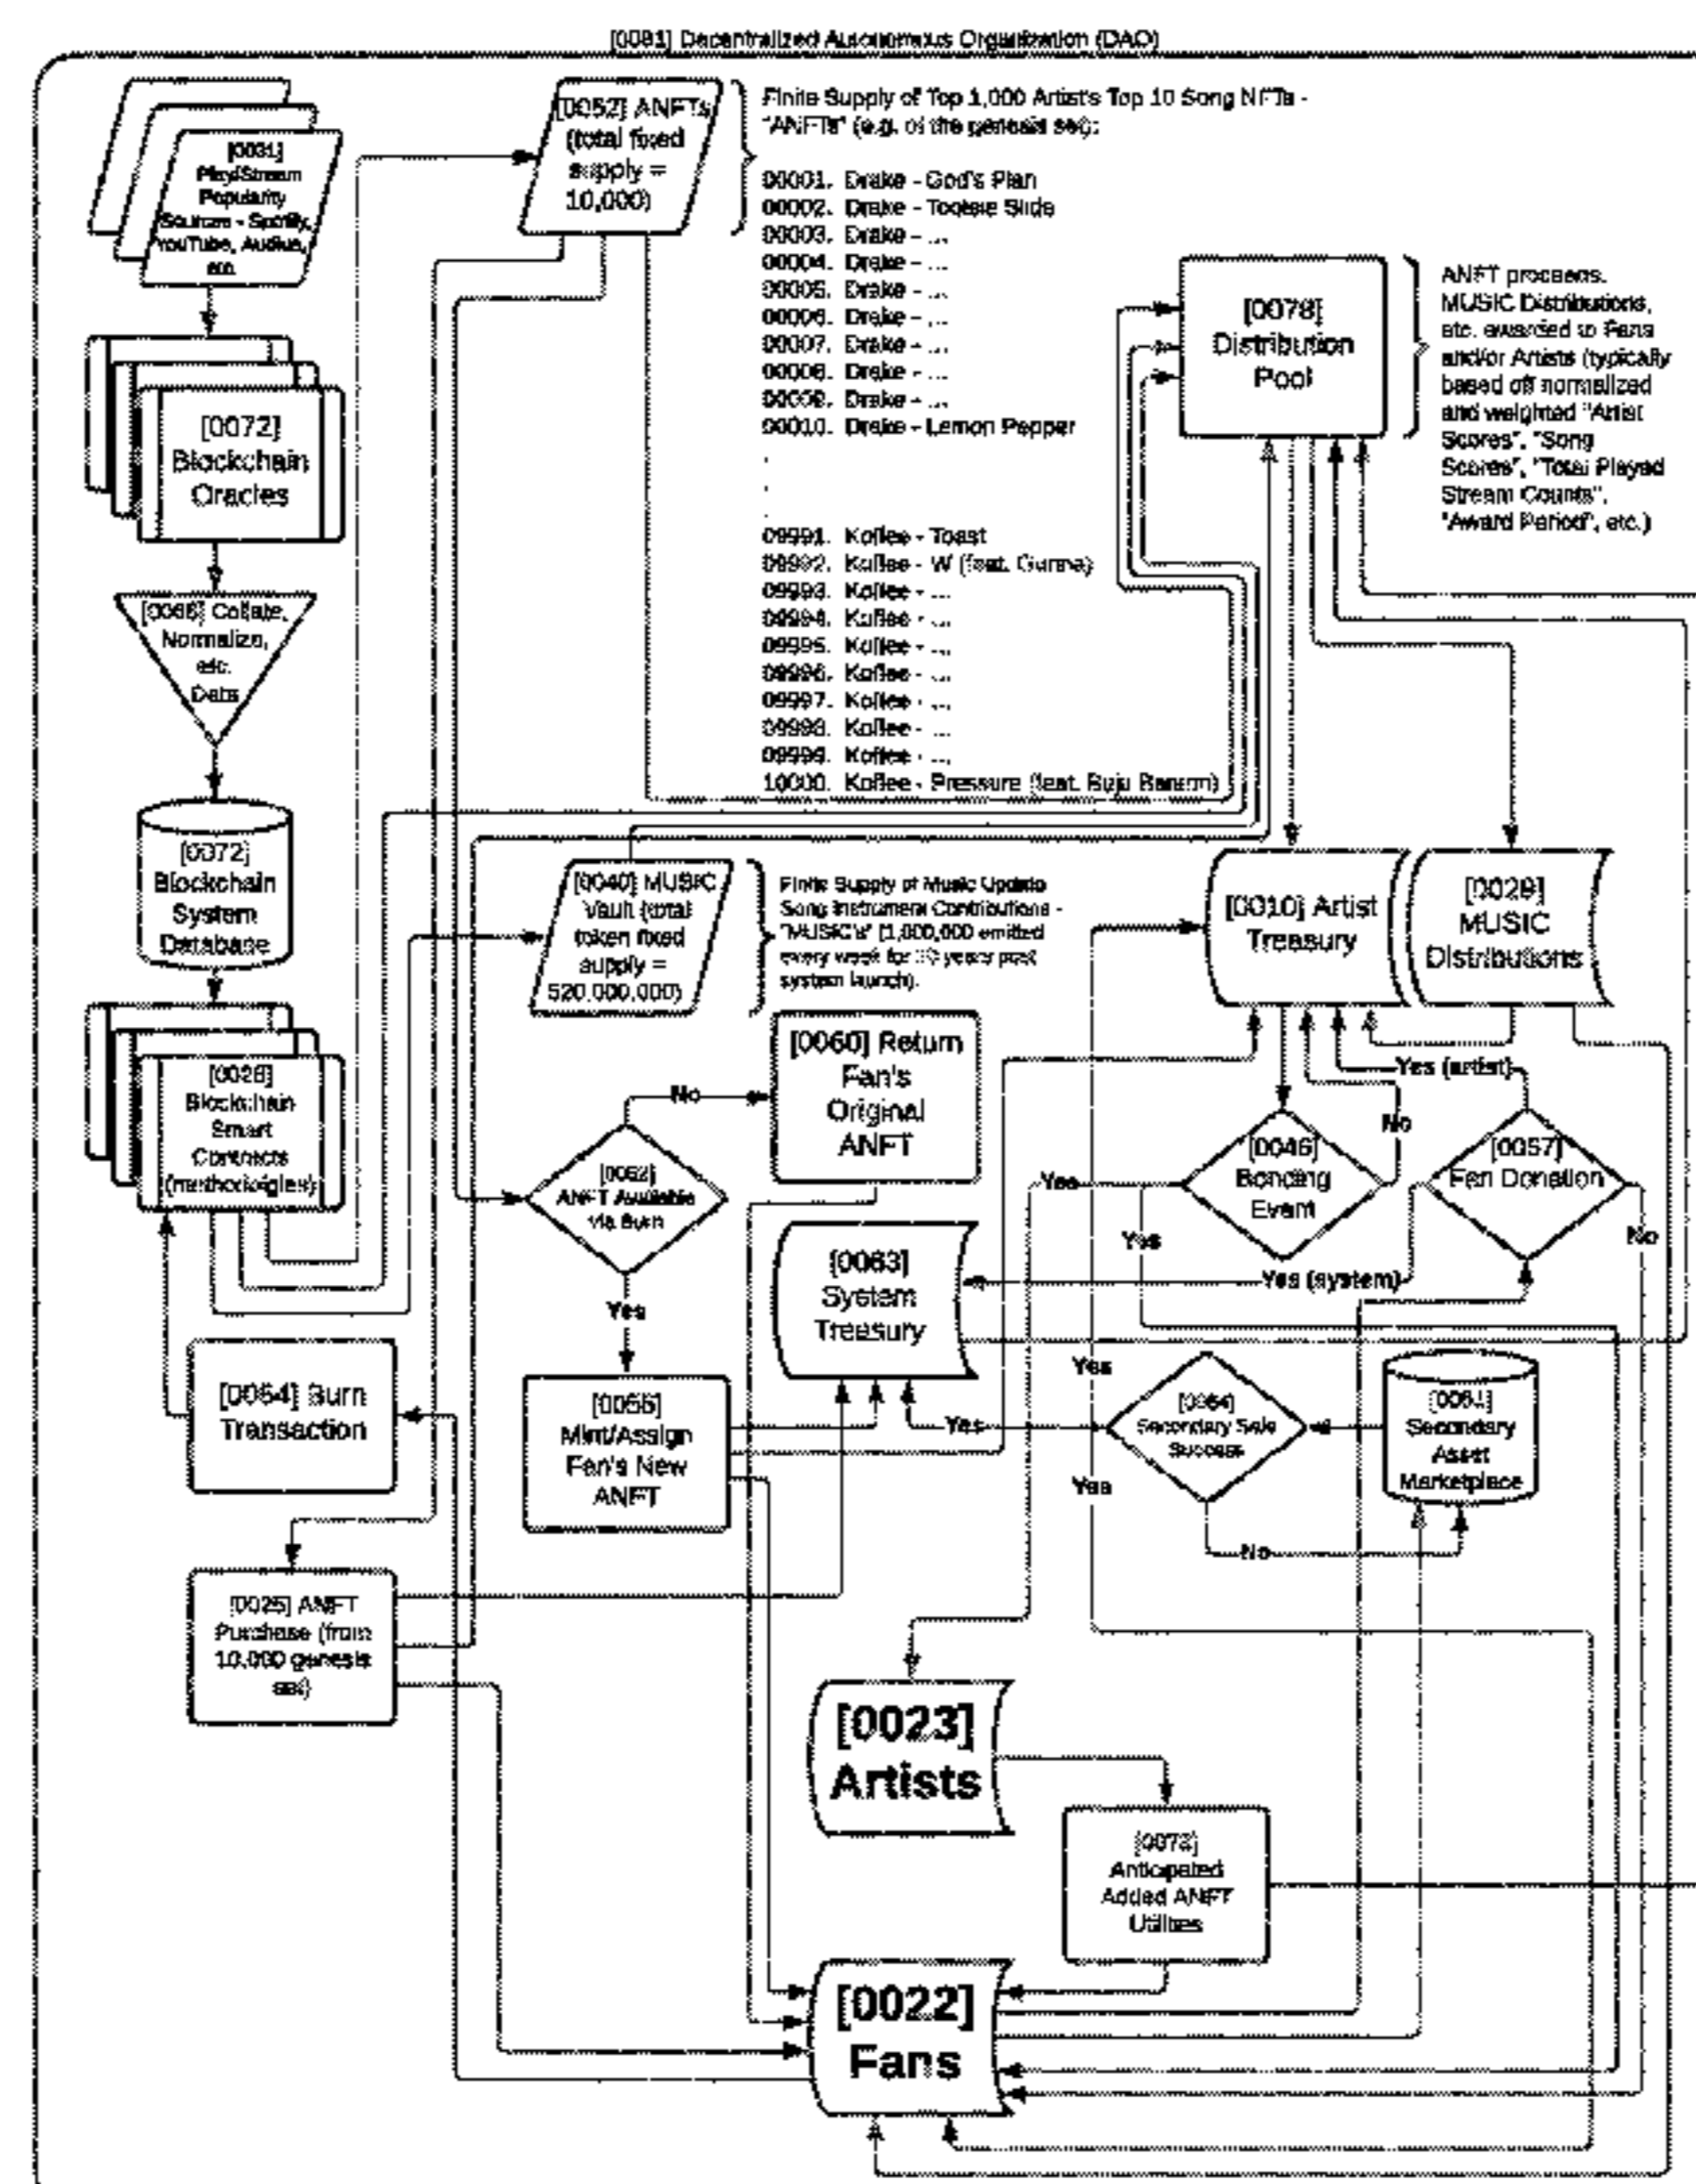 [0081] Decentralized Autonomous Organization (DAO)
[0031]
Play/Stream
Popularity
Sources - Spotify,
YouTube, Audius,
etc.
[0052] ANFTs
(total fixed
supply =
10,000)
Finite Supply of Top 1,000 Artist's Top 10 Song NFTs -
"ANFTs" (e.g. of the genesis set):
00001. Drake - God's Plan
00002. Drake - Tootsie Slide
00003. Drake - ...
00004. Drake - ...
00005. Drake - ...
00006. Drake - ...
00007. Drake - ...
00008. Drake - ...
00009. Drake - ...
00010. Drake - Lemon Pepper
.
.
.
09991. Koffee - Toast
09992. Koffee - W (feat. Gunna)
09993. Koffee - ...
09994. Koffee - ...
09995. Koffee - ...
09996. Koffee - ...
09997. Koffee - ...
09998. Koffee - ...
09999. Koffee - ...
10000. Koffee - Pressure (feat. Buju Banton)
[0078]
Distribution
Pool
ANFT proceeds,
MUSIC Distributions,
etc. awarded to Fans
and/or Artists (typically
based off normalized
and weighted "Artist
Scores", "Song
Scores", "Total Played
Stream Counts",
"Award Period", etc.)
[0072]
Blockchain
Oracles
Collate,
Normalize,
etc.
Data
[0072]
Blockchain
System
Database
[0040] MUSIC
Vault (total
token fixed
supply =
520,000,000)
Finite Supply of Music Update
Song Instrument Contributions -
"MUSIC's" (1,000,000 emitted
every week for 10 years post
system launch).
[0010] Artist
Treasury
[0029]
MUSIC
Distributions
[0026]
Blockchain
Smart
Contracts
(methodologies)
[0060] Return
Fan's
Original
ANFT
No
[0062]
ANFT Available
via Burn
Yes
Yes (artist)
No
[0046]
Bonding
Event
[0057]
Fan Donation
Yes
Yes
No
Yes (system)
[0063]
System
Treasury
[0054] Burn
Transaction
[0055]
Mint/Assign
Fan's New
ANFT
Yes
Yes
Yes
Secondary Sale
Success
No
Secondary
Asset
Marketplace
[0025] ANFT
Purchase (from
10,000 genesis
set)
[0023]
Artists
Anticipated
Added ANFT
Utilities
[0022]
Fans